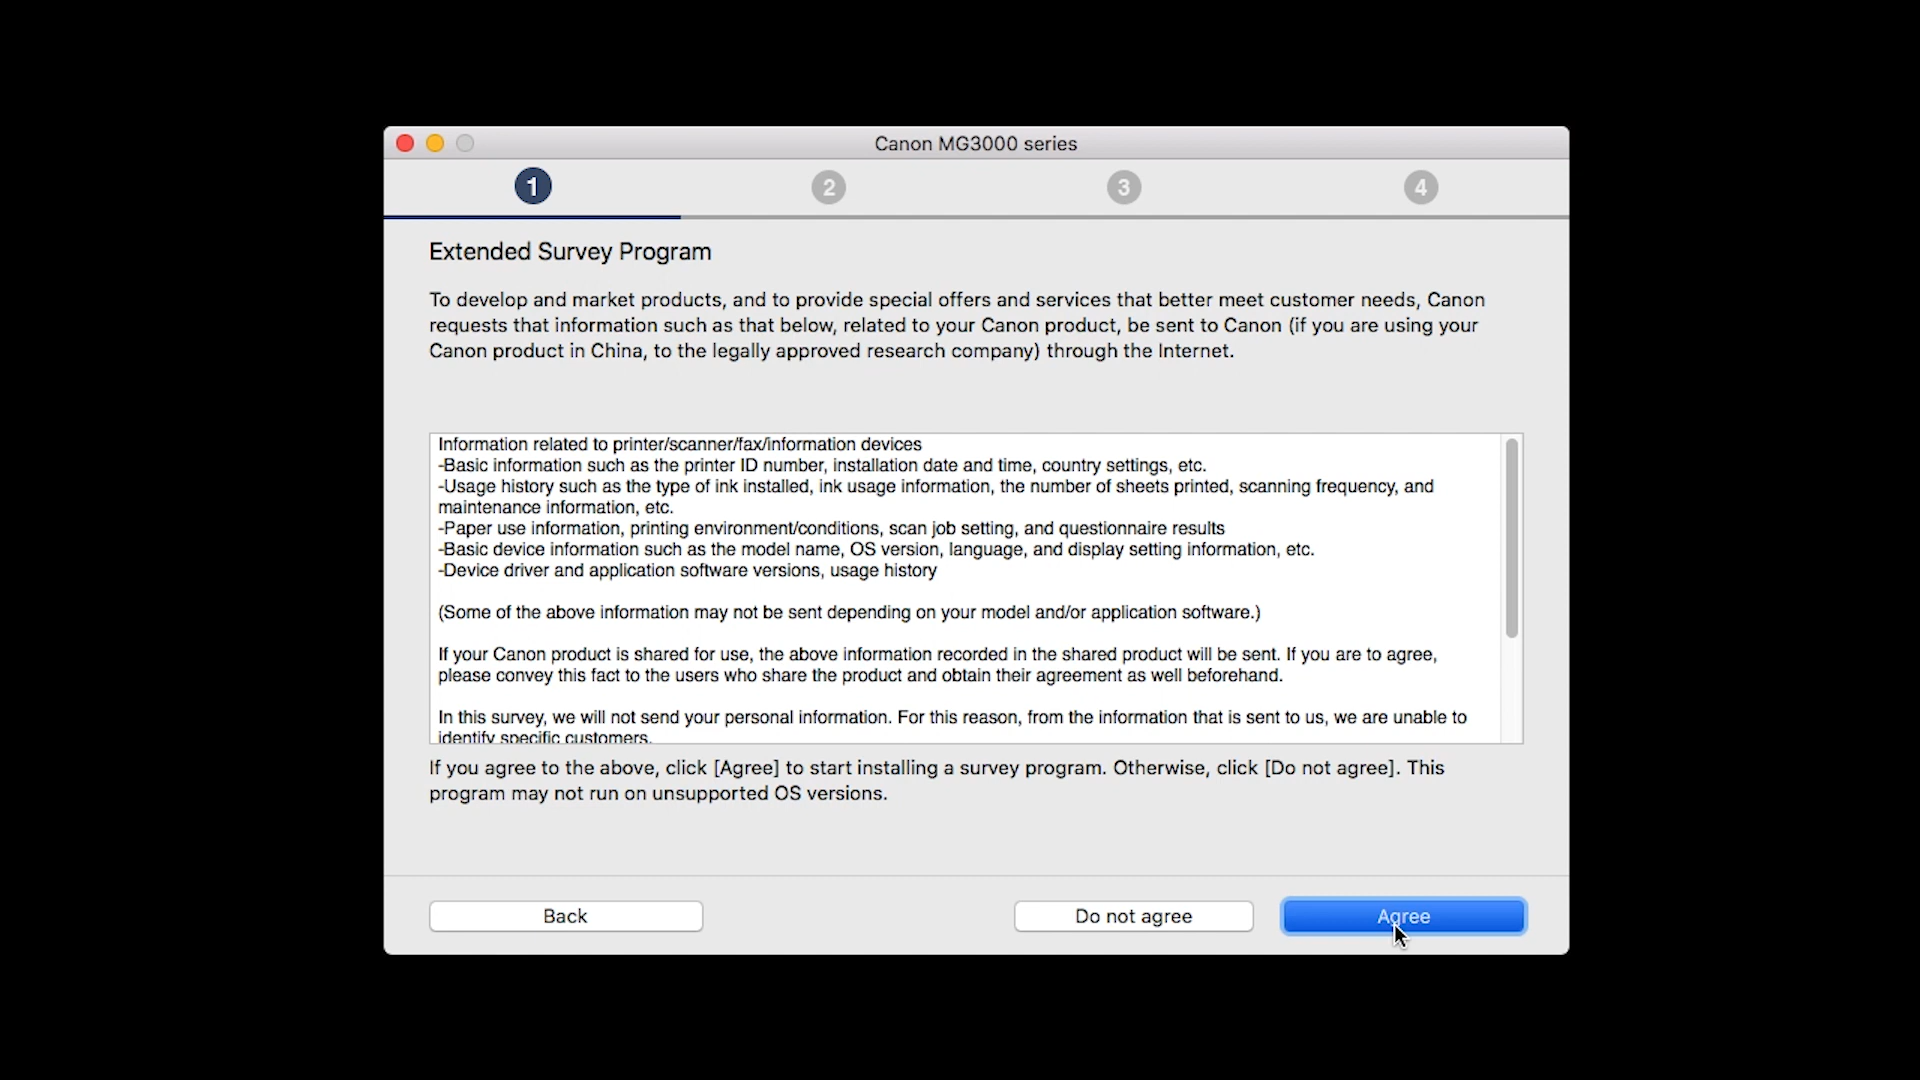 Canon MG3000 series
1 2 3 4
Extended Survey Program
To develop and market products, and to provide special offers and services that better meet customer needs, Canon
requests that information such as that below, related to your Canon product, be sent to Canon (if you are using your
Canon product in China, to the legally approved research company) through the Internet.
Information related to printer/scanner/fax/information devices
-Basic information such as the printer ID number, installation date and time, country settings, etc.
-Usage history such as the type of ink installed, ink usage information, the number of sheets printed, scanning frequency, and
maintenance information, etc.
-Paper use information, printing environment/conditions, scan job setting, and questionnaire results
-Basic device information such as the model name, OS version, language, and display setting information, etc.
-Device driver and application software versions, usage history
(Some of the above information may not be sent depending on your model and/or application software.)
If your Canon product is shared for use, the above information recorded in the shared product will be sent. If you are to agree,
please convey this fact to the users who share the product and obtain their agreement as well beforehand.
In this survey, we will not send your personal information. For this reason, from the information that is sent to us, we are unable to
identify specific customers.
If you agree to the above, click [Agree] to start installing a survey program. Otherwise, click [Do not agree]. This
program may not run on unsupported OS versions.
Back Do not agree Agree